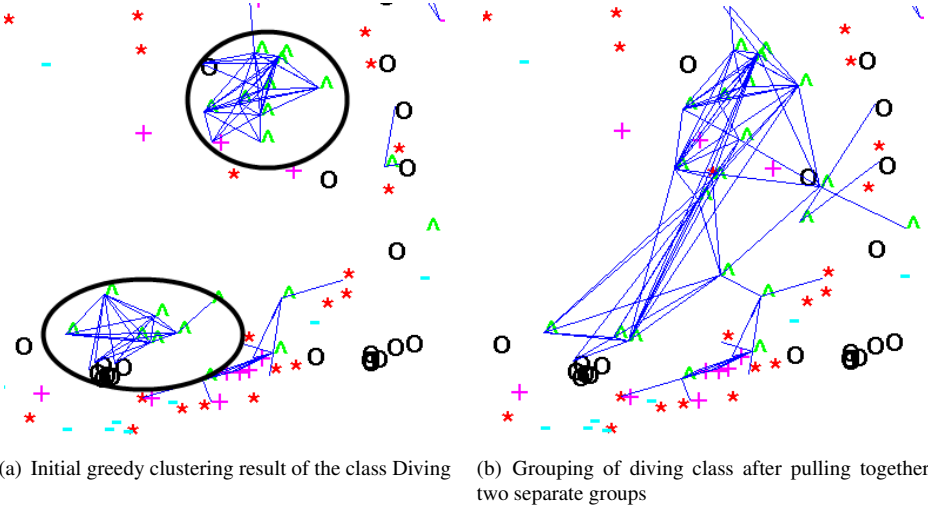 (a) Initial greedy clustering result of the class Diving
(b) Grouping of diving class after pulling together
two separate groups